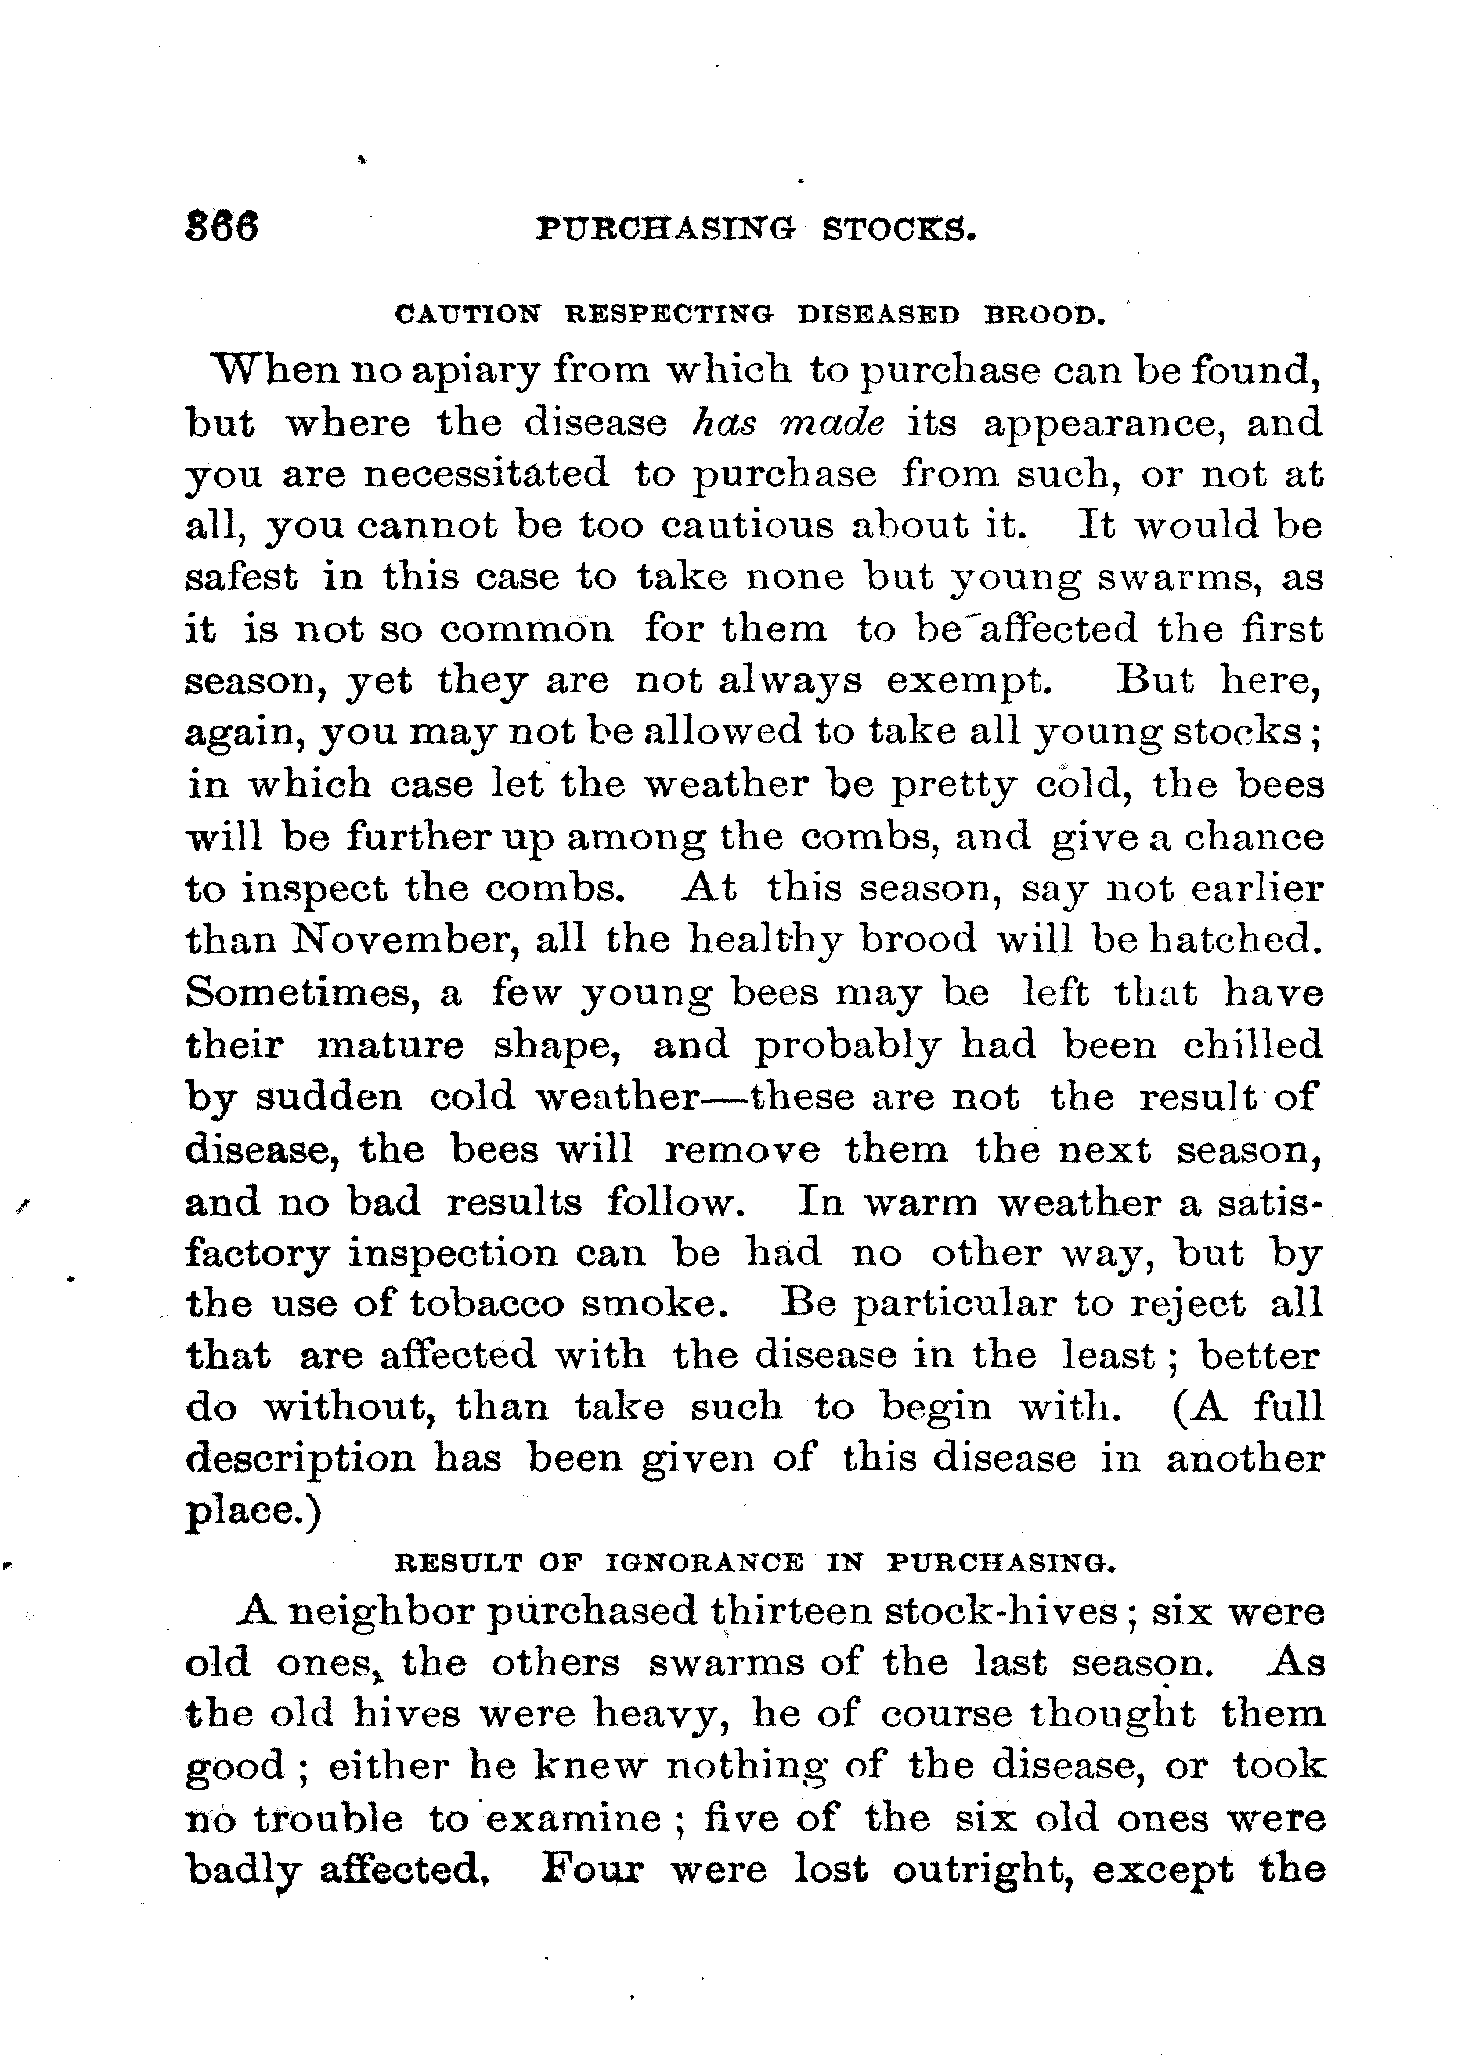 366 PURCHASING STOCKS.
CAUTION RESPECTING DISEASED BROOD.
When no apiary from which to purchase can be found,
but where the disease has made its appearance, and
you are necessitated to purchase from such, or not at
all, you cannot be too cautious about it. It would be
safest in this case to take none but young swarms, as
it is not so common for them to be affected the first
season, yet they are not always exempt. But here,
again, you may not be allowed to take all young stocks;
in which case let the weather be pretty cold, the bees
will be further up among the combs, and give a chance
to inspect the combs. At this season, say not earlier
than November, all the healthy brood will be hatched.
Sometimes, a few young bees may be left that have
their mature shape, and probably had been chilled
by sudden cold weather—these are not the result of
disease, the bees will remove them the next season,
and no bad results follow. In warm weather a satis-
factory inspection can be had no other way, but by
the use of tobacco smoke. Be particular to reject all
that are affected with the disease in the least; better
do without, than take such to begin with. (A full
description has been given of this disease in another
place.)
RESULT OF IGNORANCE IN PURCHASING.
A neighbor purchased thirteen stock-hives; six were
old ones, the others swarms of the last season. As
the old hives were heavy, he of course thought them
good; either he knew nothing of the disease, or took
no trouble to examine; five of the six old ones were
badly affected. Four were lost outright, except the